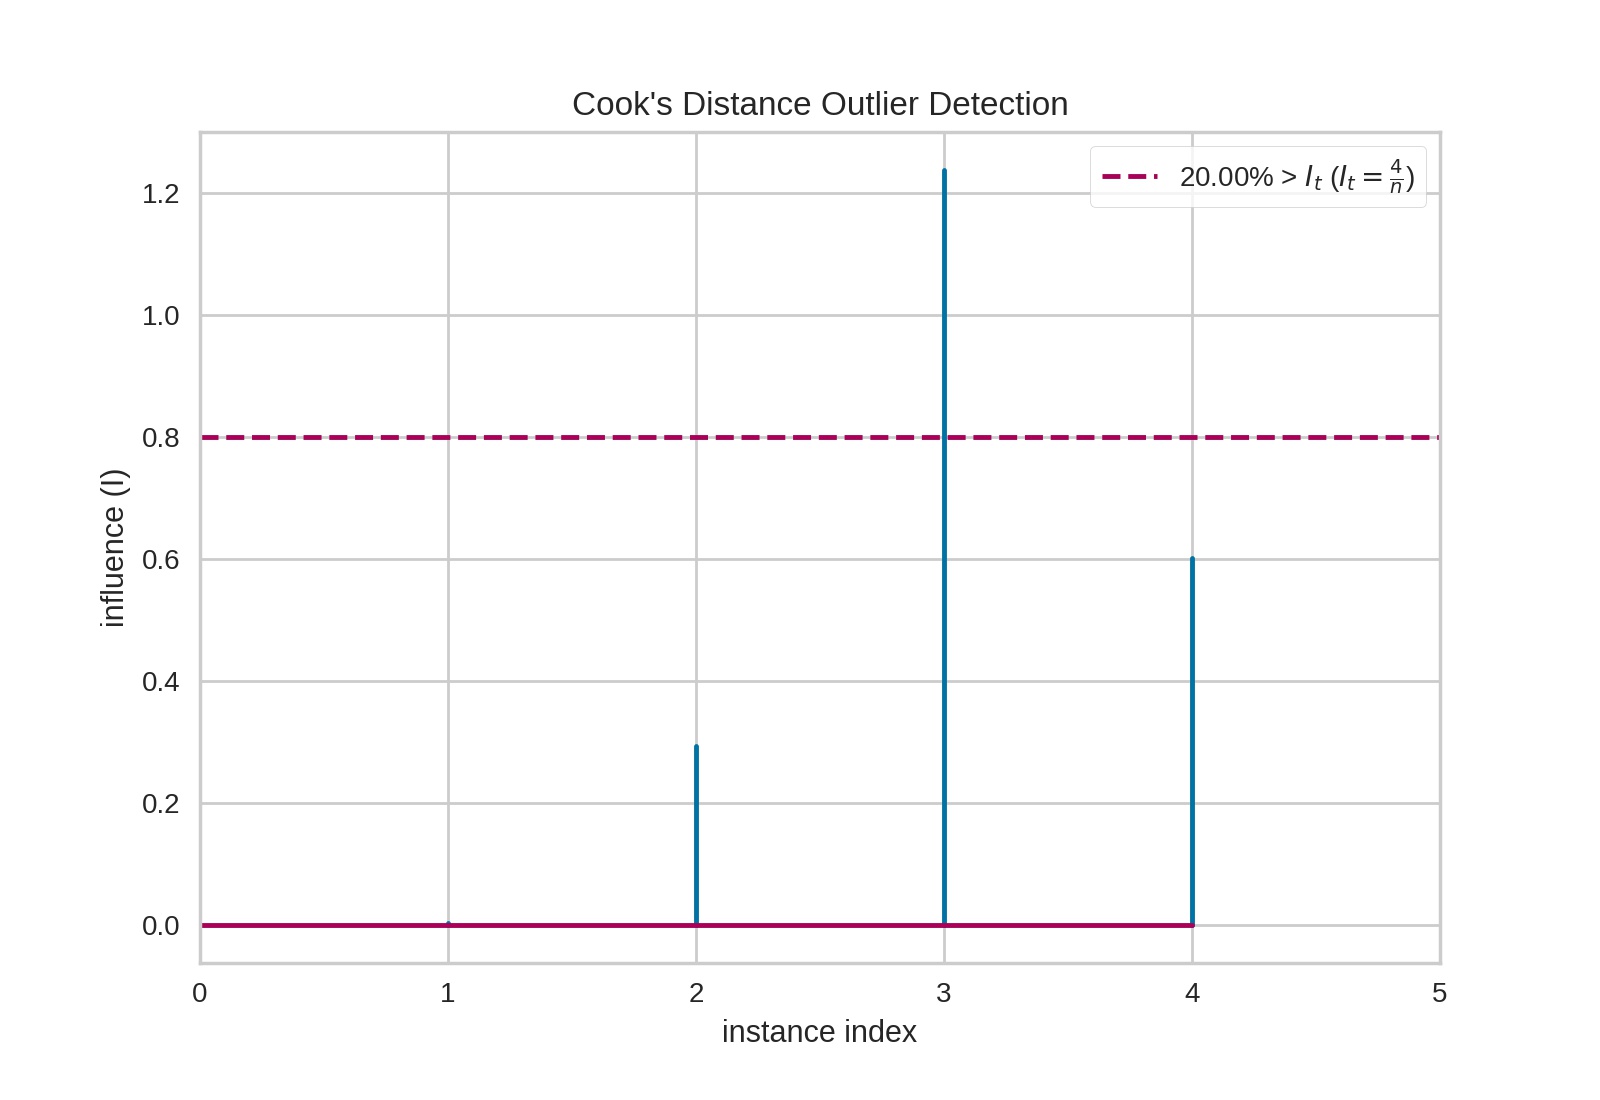 Cook's Distance Outlier Detection
20.00% > I_t (I_t = 4/n)
1.2
1.0
0.8
0.6
0.4
0.2
0.0
influence (I)
0 1 2 3 4 5
instance index